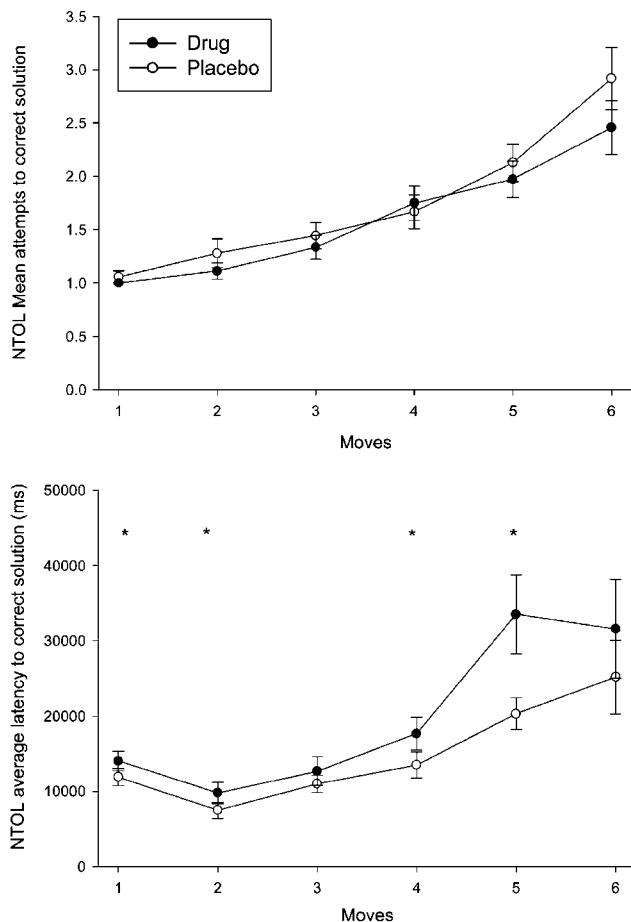 3.5
Drug
Placebo
3.0
2.5
2.0
1.5
1.0
0.5
0.0
NTOL Mean attempts to correct solution
1 2 3 4 5 6
Moves
50000
40000
30000
20000
10000
0
NTOL average latency to correct solution (ms)
* * * *
1 2 3 4 5 6
Moves